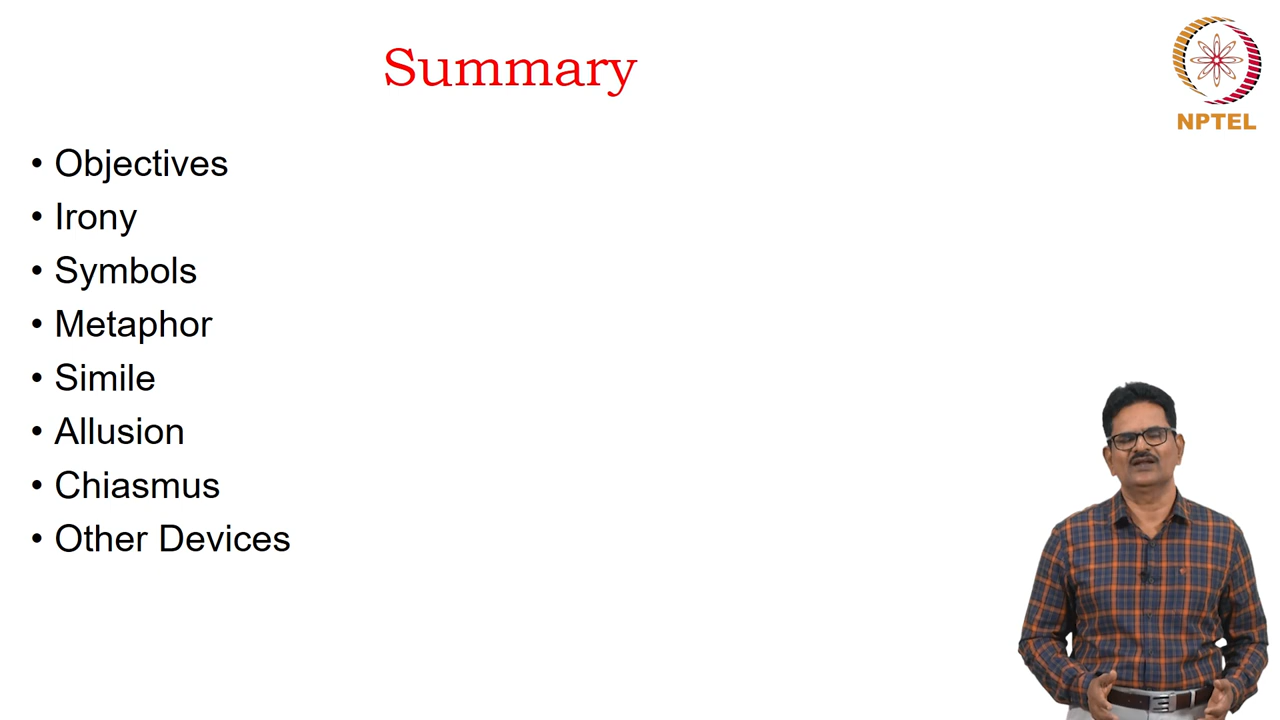 Summary
NPTEL
• Objectives
• Irony
• Symbols
• Metaphor
• Simile
• Allusion
• Chiasmus
• Other Devices